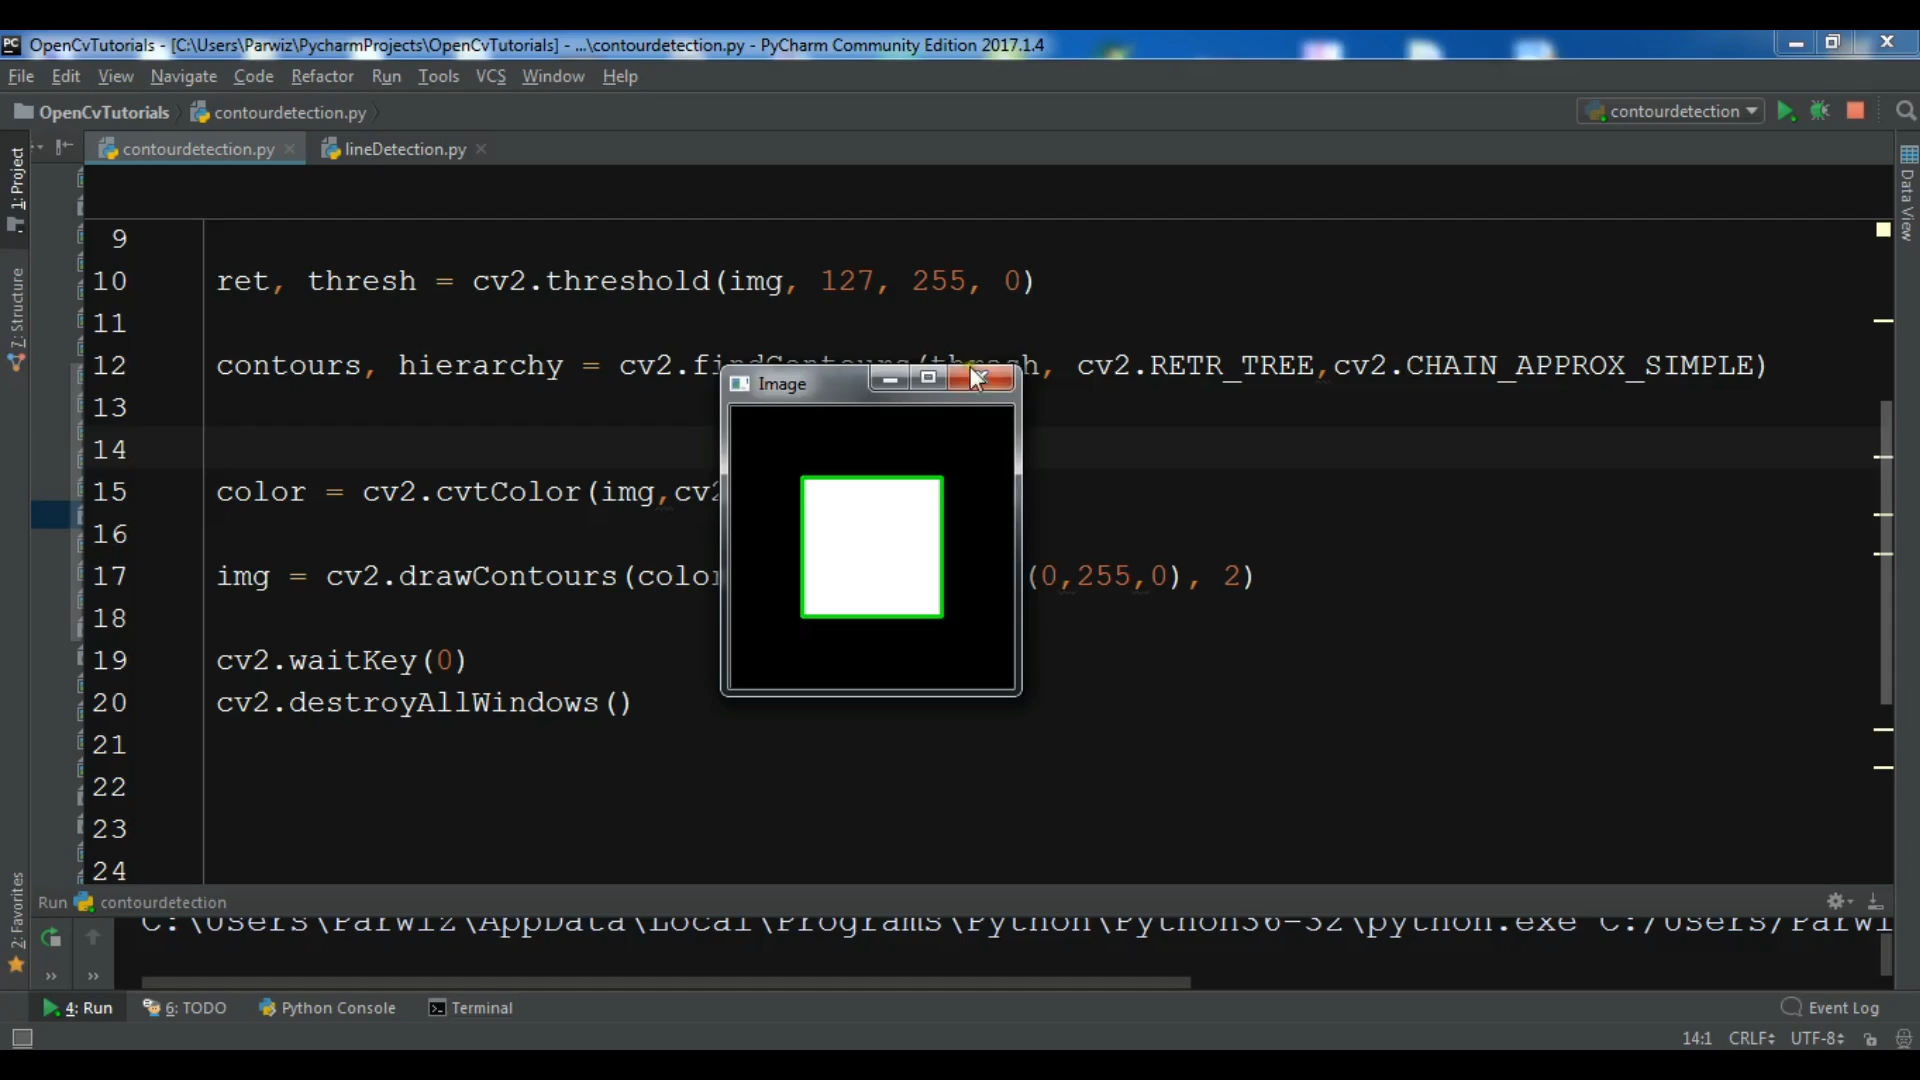 OpenCvTutorials - [C:\Users\Parwiz\PycharmProjects\OpenCvTutorials] - ...\contourdetection.py - PyCharm Community Edition 2017.1.4
File Edit View Navigate Code Refactor Run Tools VCS Window Help
OpenCvTutorials contourdetection.py contourdetection
contourdetection.py lineDetection.py
1: Project
7: Structure
2: Favorites
Data View
9
10 ret, thresh = cv2.threshold(img, 127, 255, 0)
11
12 contours, hierarchy = cv2.findContours(thresh, cv2.RETR_TREE,cv2.CHAIN_APPROX_SIMPLE)
Image
13
14
15 color = cv2.cvtColor(img,cv2
16
17 img = cv2.drawContours(color (0,255,0), 2)
18
19 cv2.waitKey(0)
20 cv2.destroyAllWindows()
21
22
23
24
Run contourdetection
C:\Users\Parwiz\AppData\Local\Programs\Python\Python36-32\python.exe C:/Users/Parwi
4: Run 6: TODO Python Console Terminal Event Log
14:1 CRLF UTF-8